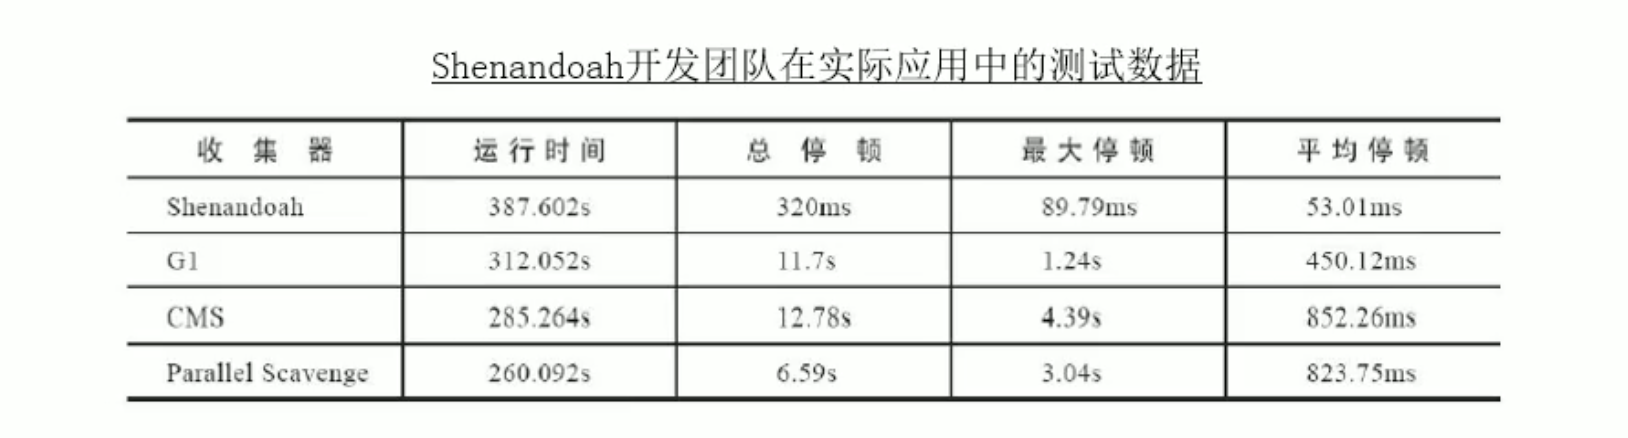 Shenandoah开发团队在实际应用中的测试数据
收集器 运行时间 总停顿 最大停顿 平均停顿
Shenandoah 387.602s 320ms 89.79ms 53.01ms
G1 312.052s 11.7s 1.24s 450.12ms
CMS 285.264s 12.78s 4.39s 852.26ms
Parallel Scavenge 260.092s 6.59s 3.04s 823.75ms